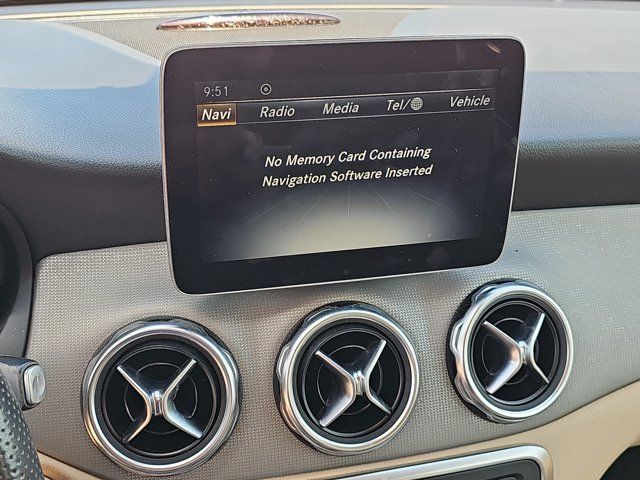 9:51
Navi Radio Media Tel/ Vehicle
No Memory Card Containing
Navigation Software Inserted